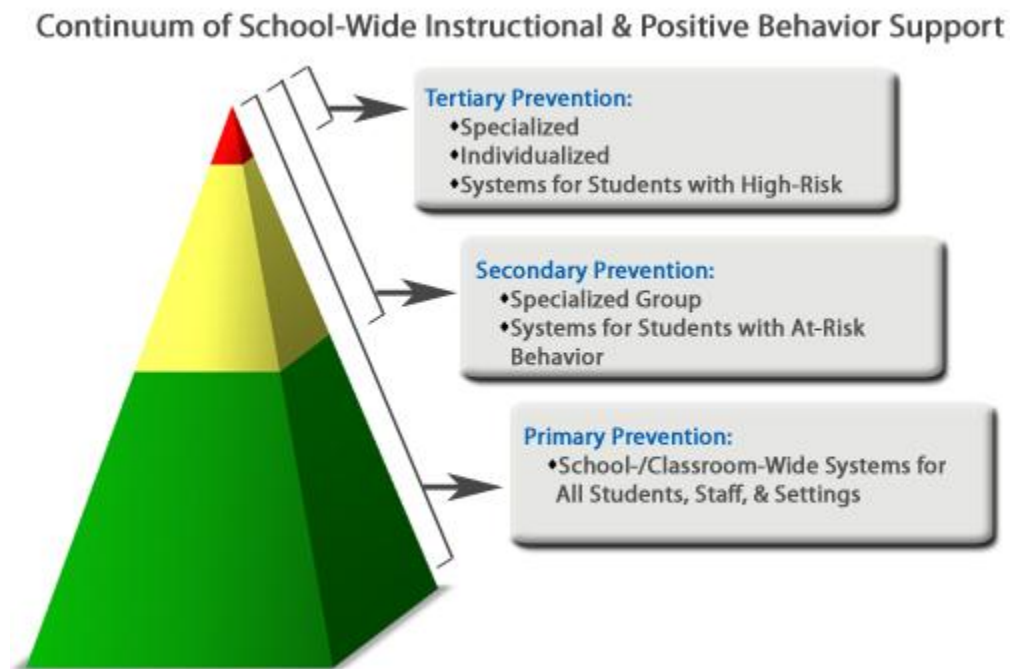 Continuum of School-Wide Instructional & Positive Behavior Support
Tertiary Prevention:
♦Specialized
♦Individualized
♦Systems for Students with High-Risk
Secondary Prevention:
♦Specialized Group
♦Systems for Students with At-Risk
Behavior
Primary Prevention:
♦School-/Classroom-Wide Systems for
All Students, Staff, & Settings